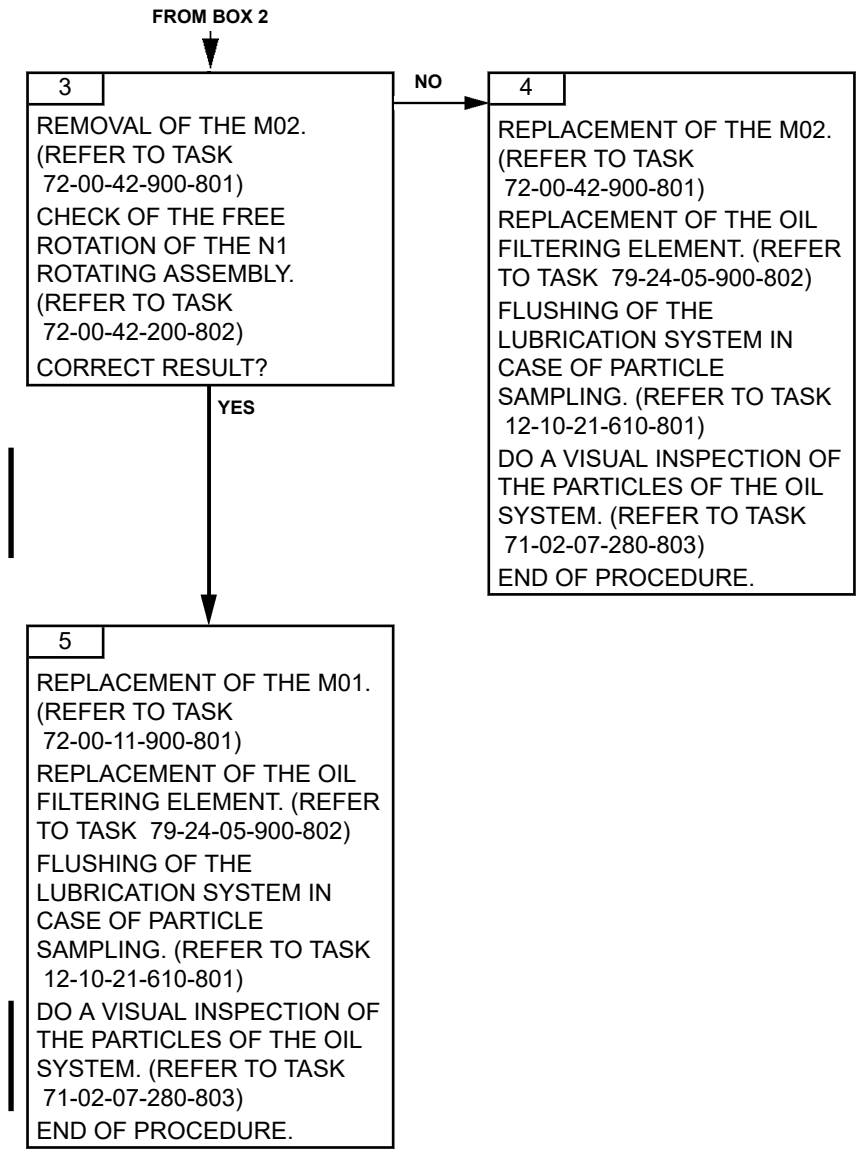 FROM BOX 2
3
REMOVAL OF THE M02.
(REFER TO TASK
72-00-42-900-801)
CHECK OF THE FREE
ROTATION OF THE N1
ROTATING ASSEMBLY.
(REFER TO TASK
72-00-42-200-802)
CORRECT RESULT?
NO
4
REPLACEMENT OF THE M02.
(REFER TO TASK
72-00-42-900-801)
REPLACEMENT OF THE OIL
FILTERING ELEMENT. (REFER
TO TASK 79-24-05-900-802)
FLUSHING OF THE
LUBRICATION SYSTEM IN
CASE OF PARTICLE
SAMPLING. (REFER TO TASK
12-10-21-610-801)
DO A VISUAL INSPECTION OF
THE PARTICLES OF THE OIL
SYSTEM. (REFER TO TASK
71-02-07-280-803)
END OF PROCEDURE.
YES
5
REPLACEMENT OF THE M01.
(REFER TO TASK
72-00-11-900-801)
REPLACEMENT OF THE OIL
FILTERING ELEMENT. (REFER
TO TASK 79-24-05-900-802)
FLUSHING OF THE
LUBRICATION SYSTEM IN
CASE OF PARTICLE
SAMPLING. (REFER TO TASK
12-10-21-610-801)
DO A VISUAL INSPECTION OF
THE PARTICLES OF THE OIL
SYSTEM. (REFER TO TASK
71-02-07-280-803)
END OF PROCEDURE.